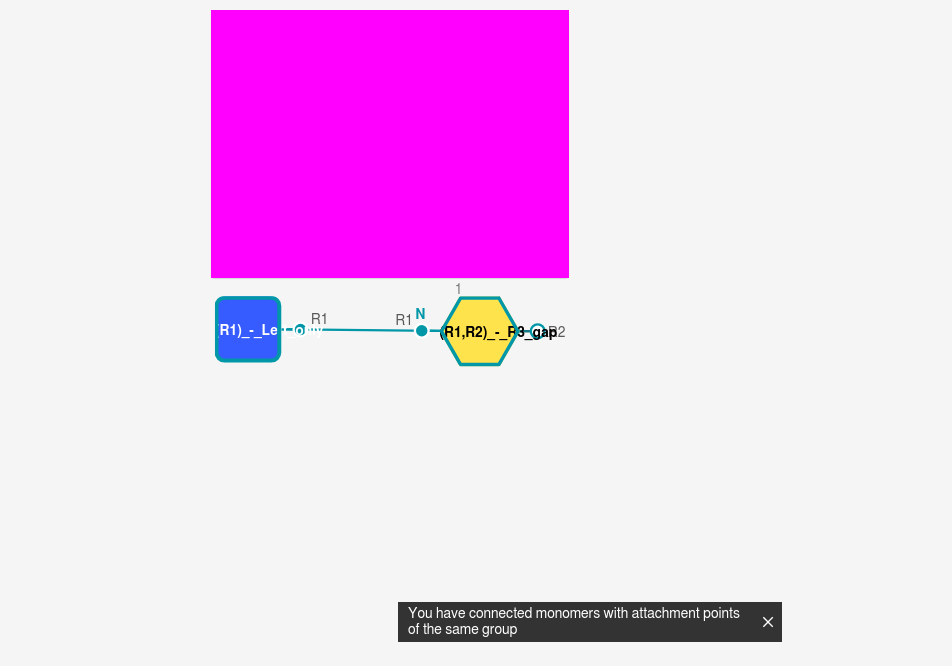 1
R1
R1
N
R1)_-_Le
t_only
(R1,R2)_-_R3_gap
R2
You have connected monomers with attachment points
of the same group